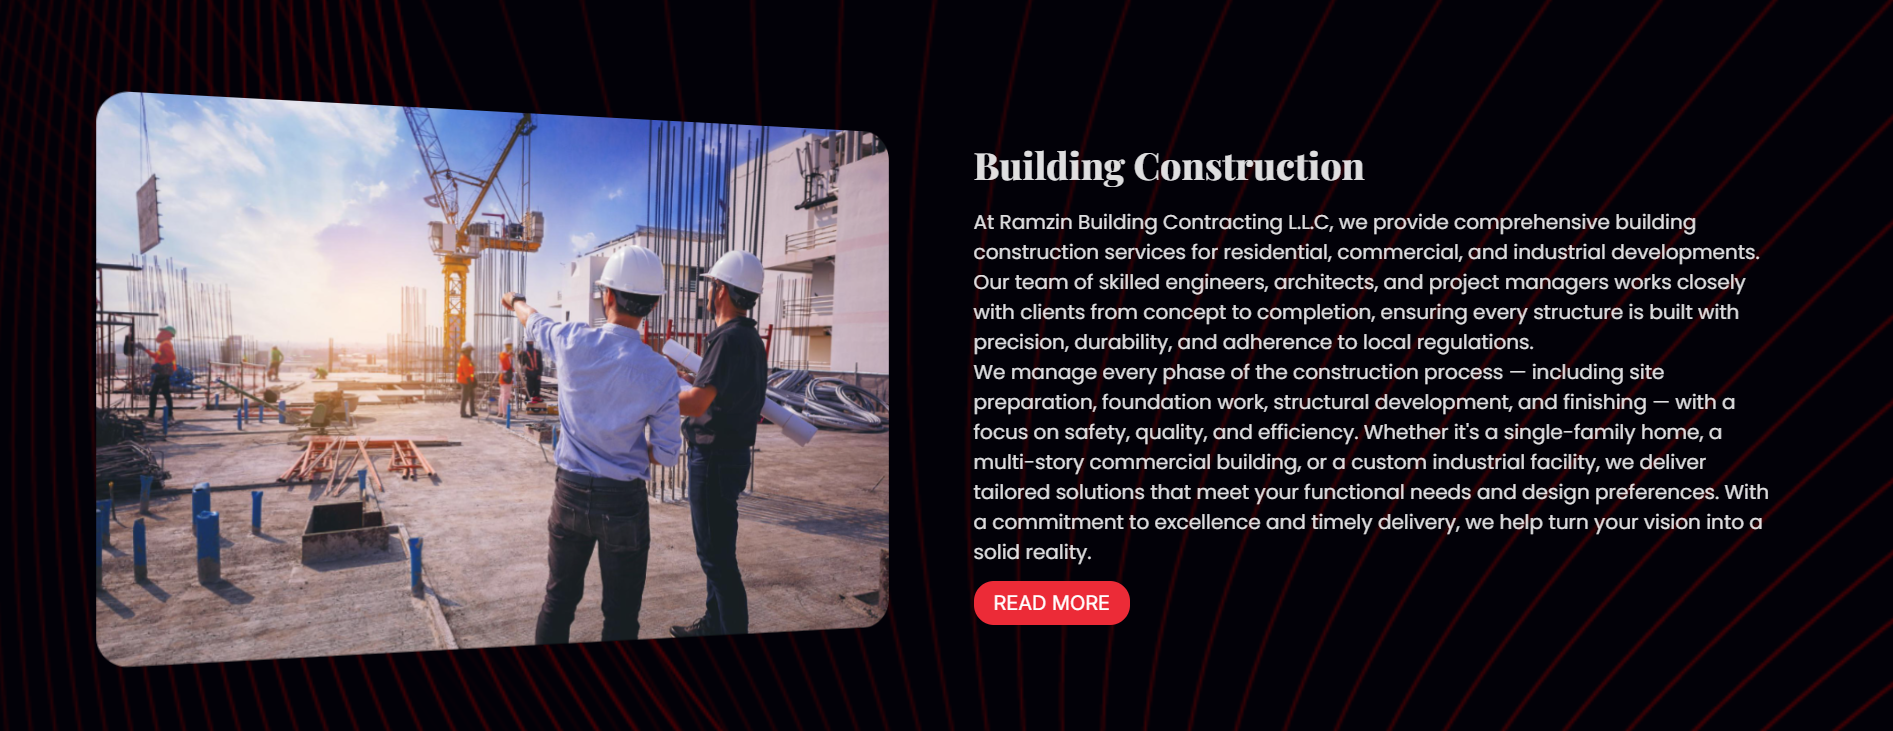 Building Construction
At Ramzin Building Contracting L.L.C, we provide comprehensive building
construction services for residential, commercial, and industrial developments.
Our team of skilled engineers, architects, and project managers works closely
with clients from concept to completion, ensuring every structure is built with
precision, durability, and adherence to local regulations.
We manage every phase of the construction process — including site
preparation, foundation work, structural development, and finishing — with a
focus on safety, quality, and efficiency. Whether it's a single-family home, a
multi-story commercial building, or a custom industrial facility, we deliver
tailored solutions that meet your functional needs and design preferences. With
a commitment to excellence and timely delivery, we help turn your vision into a
solid reality.
READ MORE